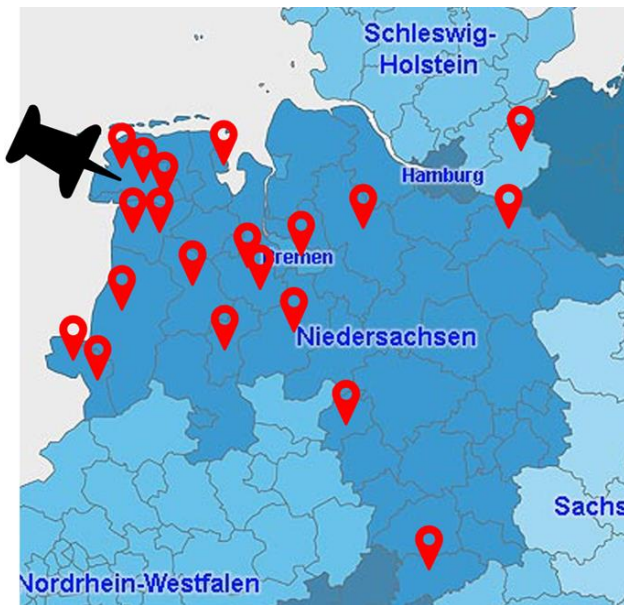 Schleswig-
Holstein
Hamburg
Bremen
Niedersachsen
Sachs
Nordrhein-Westfalen